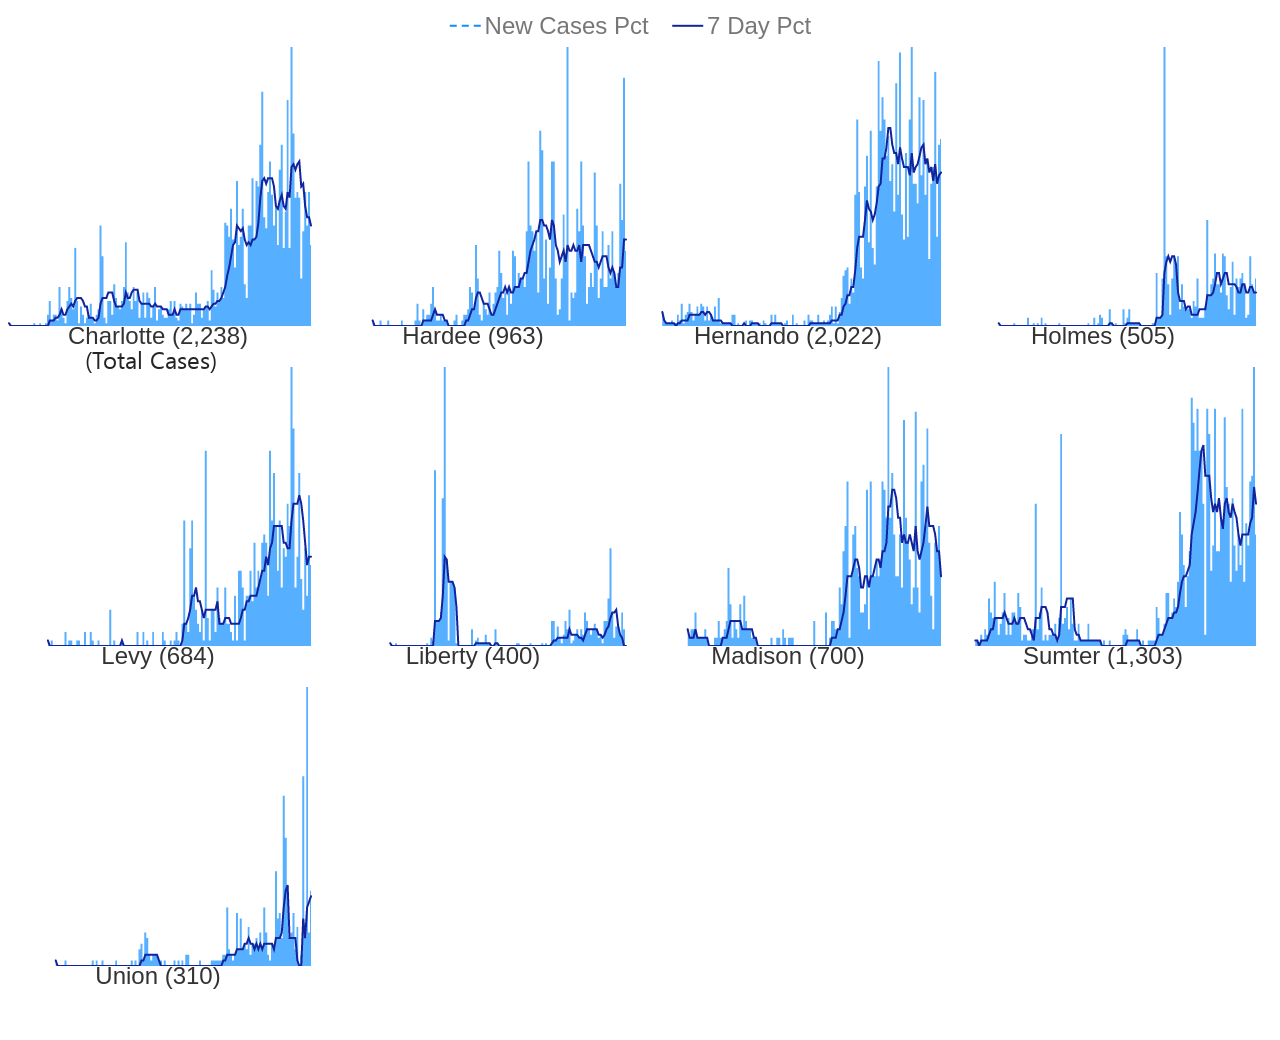 New Cases Pct 7 Day Pct
Charlotte (2,238) Hardee (963) Hernando (2,022) Holmes (505)
(Total Cases)
Levy (684) Liberty (400) Madison (700) Sumter (1,303)
Union (310)